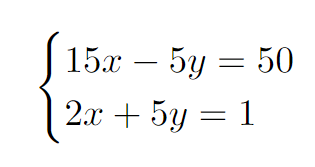 15x − 5y = 50
2x + 5y = 1